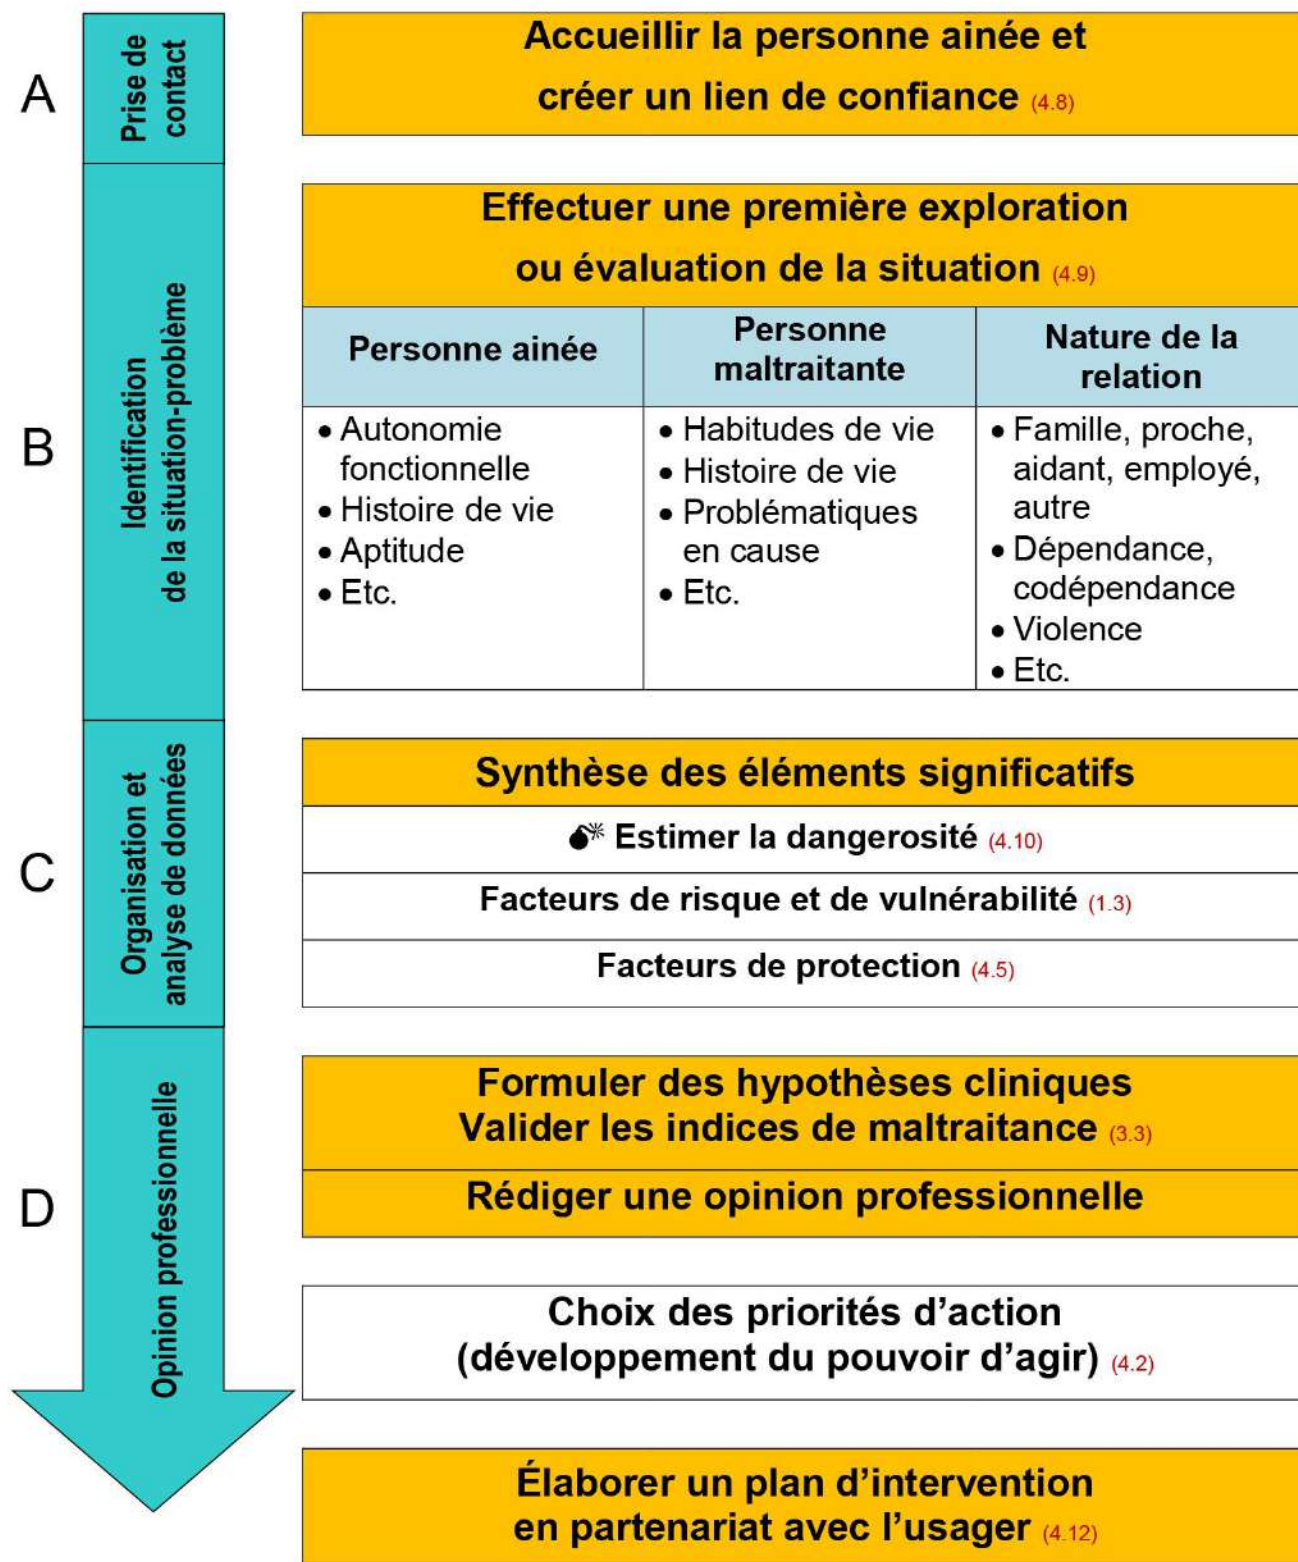 A
Prise de
contact
Accueillir la personne ainée et
créer un lien de confiance (4.8)
B
Identification
de la situation-problème
Effectuer une première exploration
ou évaluation de la situation (4.9)
Personne ainée
• Autonomie
fonctionnelle
• Histoire de vie
• Aptitude
• Etc.
Personne
maltraitante
• Habitudes de vie
• Histoire de vie
• Problématiques
en cause
• Etc.
Nature de la
relation
• Famille, proche,
aidant, employé,
autre
• Dépendance,
codépendance
• Violence
• Etc.
C
Organisation et
analyse de données
Synthèse des éléments significatifs
Estimer la dangerosité (4.10)
Facteurs de risque et de vulnérabilité (1.3)
Facteurs de protection (4.5)
D
Opinion professionnelle
Formuler des hypothèses cliniques
Valider les indices de maltraitance (3.3)
Rédiger une opinion professionnelle
Choix des priorités d’action
(développement du pouvoir d’agir) (4.2)
Élaborer un plan d’intervention
en partenariat avec l’usager (4.12)